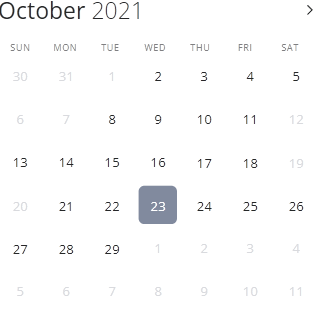 October 2021
SUN MON TUE WED THU FRI SAT
30 31 1 2 3 4 5
6 7 8 9 10 11 12
13 14 15 16 17 18 19
20 21 22 23 24 25 26
27 28 29 1 2 3 4
5 6 7 8 9 10 11